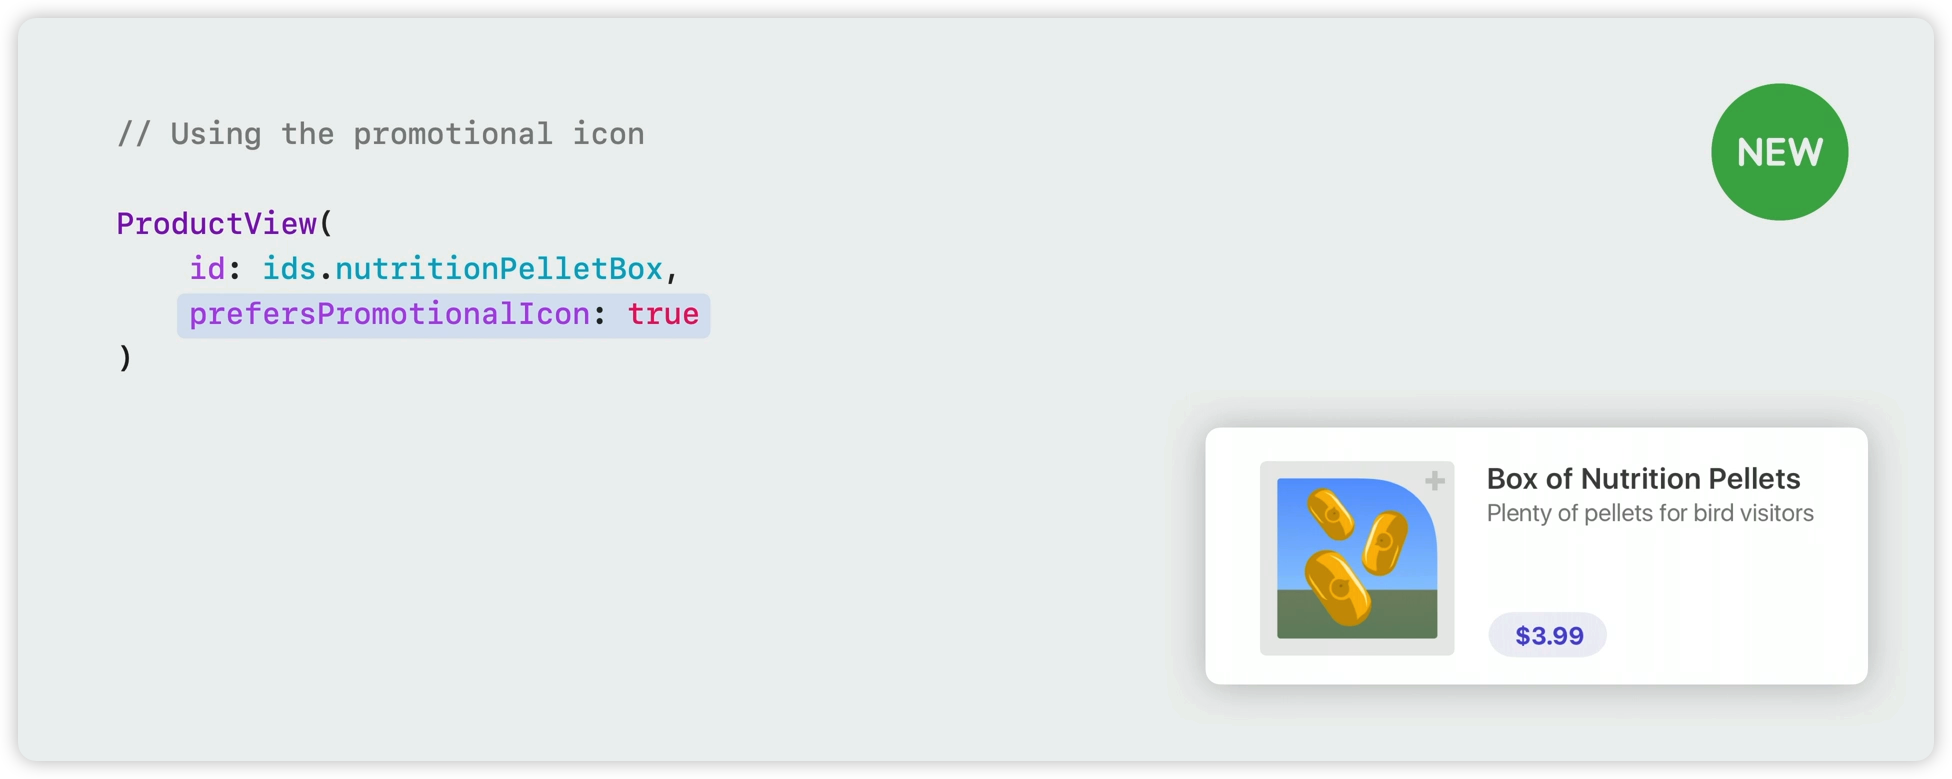 // Using the promotional icon
NEW
ProductView(
    id: ids.nutritionPelletBox,
    prefersPromotionalIcon: true
)
Box of Nutrition Pellets
Plenty of pellets for bird visitors
$3.99